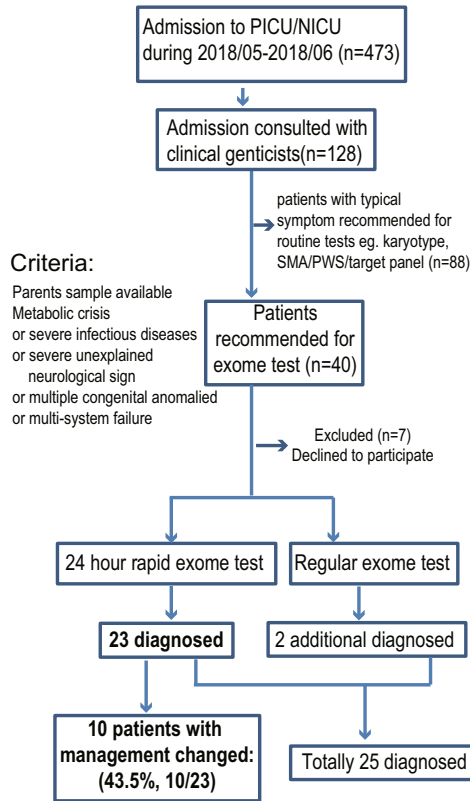 Admission to PICU/NICU
during 2018/05-2018/06 (n=473)
Admission consulted with
clinical genticists(n=128)
patients with typical
symptom recommended for
routine tests eg. karyotype,
SMA/PWS/target panel (n=88)
Criteria:
Parents sample available
Metabolic crisis
or severe infectious diseases
or severe unexplained
neurological sign
or multiple congenital anomalied
or multi-system failure
Patients
recommended for
exome test (n=40)
Excluded (n=7)
Declined to participate
24 hour rapid exome test
Regular exome test
23 diagnosed
2 additional diagnosed
10 patients with
management changed:
(43.5%, 10/23)
Totally 25 diagnosed